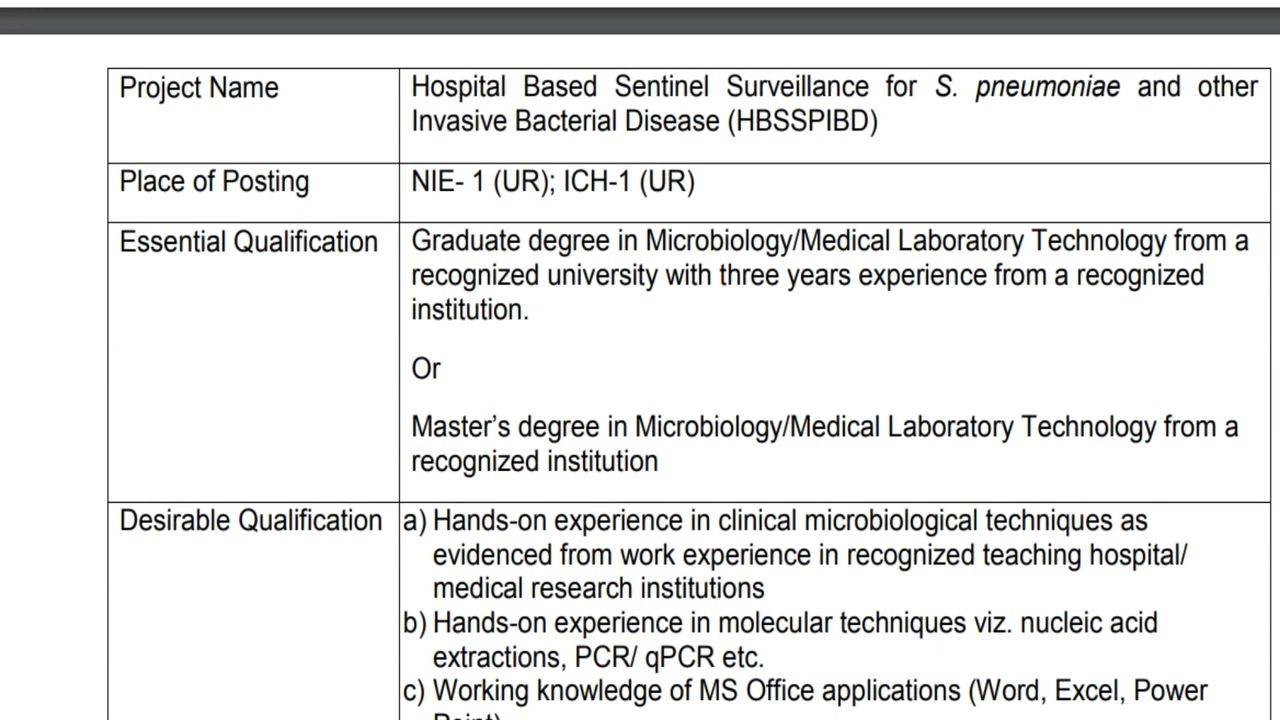 Project Name
Hospital Based Sentinel Surveillance for S. pneumoniae and other
Invasive Bacterial Disease (HBSSPIBD)
Place of Posting
NIE- 1 (UR); ICH-1 (UR)
Essential Qualification
Graduate degree in Microbiology/Medical Laboratory Technology from a
recognized university with three years experience from a recognized
institution.
Or
Master’s degree in Microbiology/Medical Laboratory Technology from a
recognized institution
Desirable Qualification
a) Hands-on experience in clinical microbiological techniques as
evidenced from work experience in recognized teaching hospital/
medical research institutions
b) Hands-on experience in molecular techniques viz. nucleic acid
extractions, PCR/ qPCR etc.
c) Working knowledge of MS Office applications (Word, Excel, Power
Point)